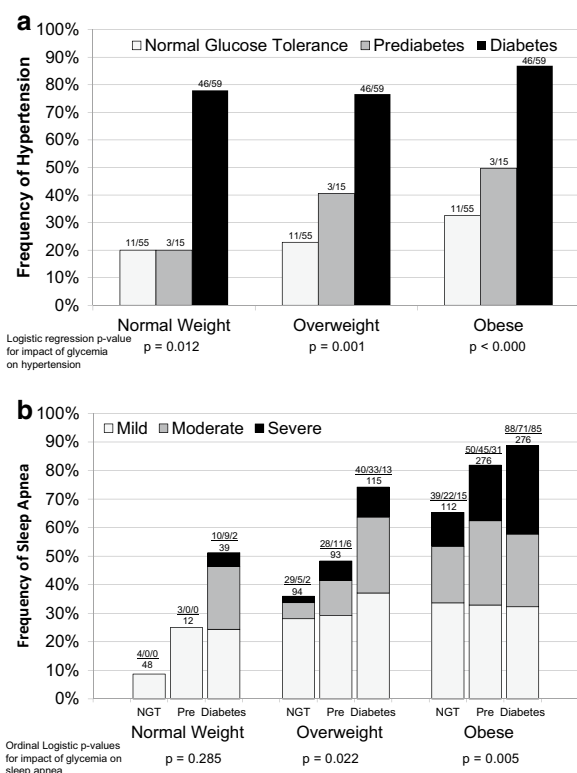 a
100%
90%
80%
70%
60%
50%
40%
30%
20%
10%
0%
Frequency of Hypertension
Normal Glucose Tolerance Prediabetes Diabetes
11/55 3/15 46/59
11/55 3/15 46/59
11/55 3/15 46/59
Normal Weight Overweight Obese
Logistic regression p-value
for impact of glycemia
on hypertension
p = 0.012 p = 0.001 p < 0.000
b
100%
90%
80%
70%
60%
50%
40%
30%
20%
10%
0%
Frequency of Sleep Apnea
Mild Moderate Severe
4/0/0
48
3/0/0
12
10/9/2
39
29/5/2
94
28/11/6
93
40/33/13
115
39/22/15
112
50/45/31
276
88/71/85
276
NGT Pre Diabetes NGT Pre Diabetes NGT Pre Diabetes
Normal Weight Overweight Obese
Ordinal Logistic p-values
for impact of glycemia on
sleep apnea
p = 0.285 p = 0.022 p = 0.005